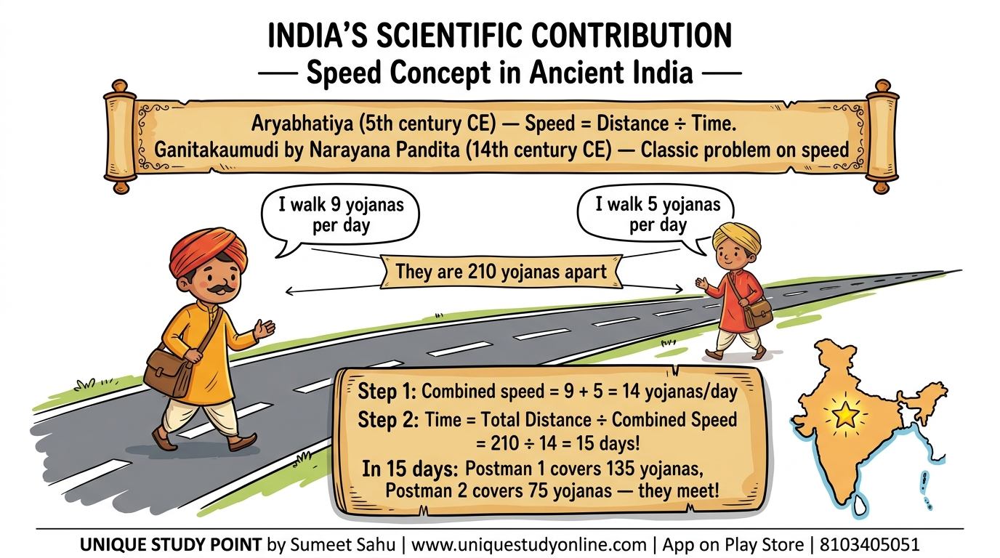 INDIA'S SCIENTIFIC CONTRIBUTION
— Speed Concept in Ancient India —
Aryabhatiya (5th century CE) — Speed = Distance ÷ Time.
Ganitakaumudi by Narayana Pandita (14th century CE) — Classic problem on speed
I walk 9 yojanas
per day
I walk 5 yojanas
per day
They are 210 yojanas apart
Step 1: Combined speed = 9 + 5 = 14 yojanas/day
Step 2: Time = Total Distance ÷ Combined Speed
= 210 ÷ 14 = 15 days!
In 15 days: Postman 1 covers 135 yojanas,
Postman 2 covers 75 yojanas — they meet!
UNIQUE STUDY POINT by Sumeet Sahu | www.uniquestudyonline.com | App on Play Store | 8103405051